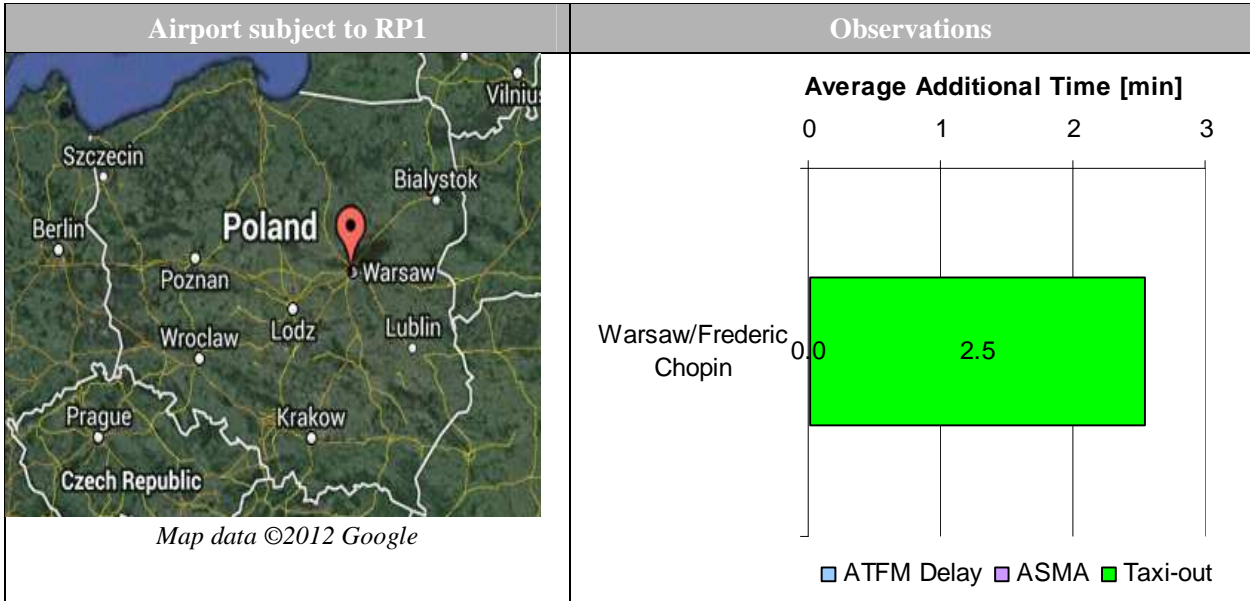 Airport subject to RP1
Observations
Vilniu
Szczecin
Bialystok
Berlin
Poland
Poznan
Warsaw
Lodz
Lublin
Wroclaw
Prague
Krakow
Czech Republic
Map data ©2012 Google
Average Additional Time [min]
0 1 2 3
Warsaw/Frederic
Chopin
0.0 2.5
ATFM Delay ASMA Taxi-out